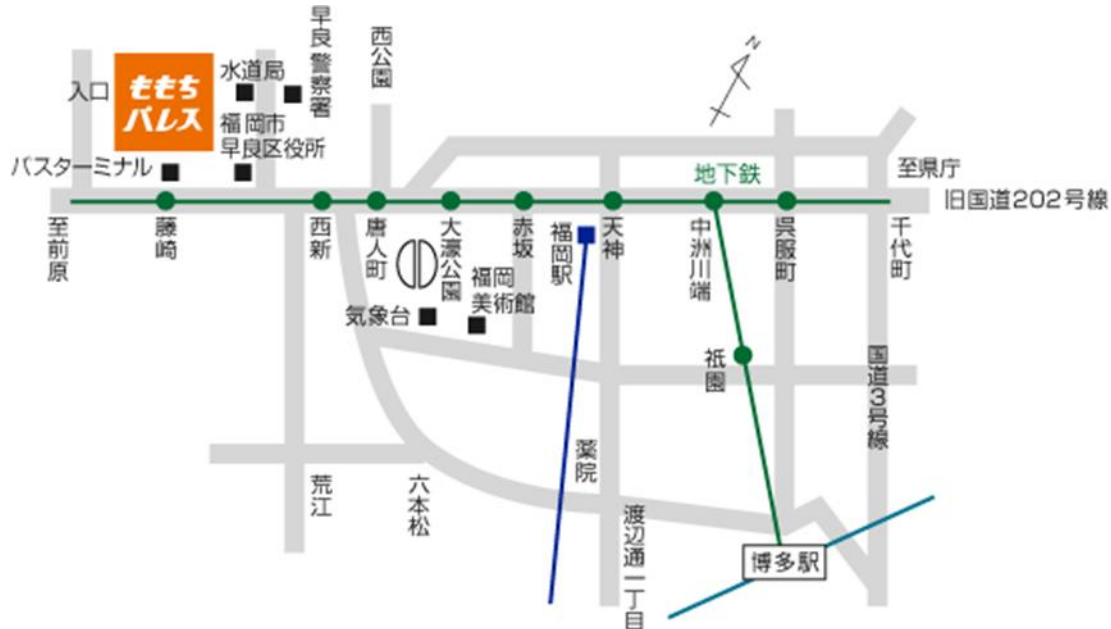 早良警察署
西公園
N
水道局
入口
ももち
パレス
福岡市
早良区役所
バスターミナル
地下鉄
至県庁
旧国道202号線
至前原
藤崎
西新
唐人町
大濠公園
赤坂
福岡駅
天神
中洲川端
呉服町
千代町
福岡
美術館
気象台
祇園
国道3号線
薬院
荒江
六本松
渡辺通一丁目
博多駅